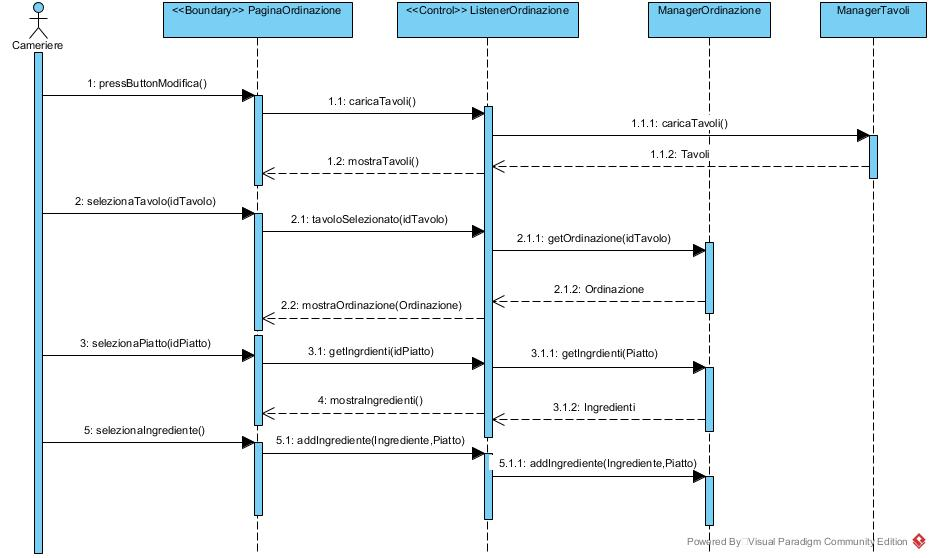 <<Boundary>> PaginaOrdinazione
<<Control>> ListenerOrdinazione
ManagerOrdinazione
ManagerTavoli
Cameriere
1: pressButtonModifica()
1.1: caricaTavoli()
1.1.1: caricaTavoli()
1.1.2: Tavoli
1.2: mostraTavoli()
2: selezionaTavolo(idTavolo)
2.1: tavoloSelezionato(idTavolo)
2.1.1: getOrdinazione(idTavolo)
2.1.2: Ordinazione
2.2: mostraOrdinazione(Ordinazione)
3: selezionaPiatto(idPiatto)
3.1: getIngrdienti(idPiatto)
3.1.1: getIngrdienti(Piatto)
4: mostraIngredienti()
3.1.2: Ingredienti
5: selezionaIngrediente()
5.1: addIngrediente(Ingrediente,Piatto)
5.1.1: addIngrediente(Ingrediente,Piatto)
Powered By Visual Paradigm Community Edition